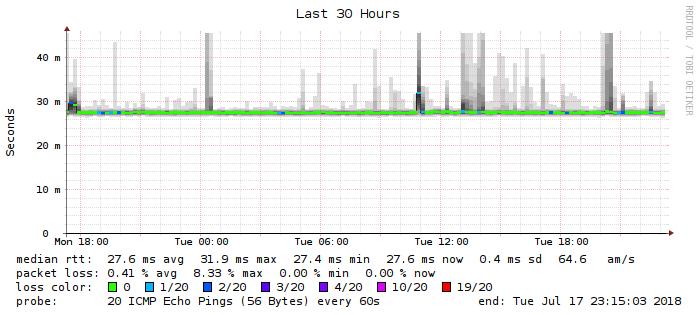 Last 30 Hours
RRDTOOL / TOBI OETIKER
Seconds
40 m
30 m
20 m
10 m
0
Mon 18:00 Tue 00:00 Tue 06:00 Tue 12:00 Tue 18:00
median rtt: 27.6 ms avg 31.9 ms max 27.4 ms min 27.6 ms now 0.4 ms sd 64.6 am/s
packet loss: 0.41 % avg 8.33 % max 0.00 % min 0.00 % now
loss color: 0 1/20 2/20 3/20 4/20 10/20 19/20
probe: 20 ICMP Echo Pings (56 Bytes) every 60s end: Tue Jul 17 23:15:03 2018